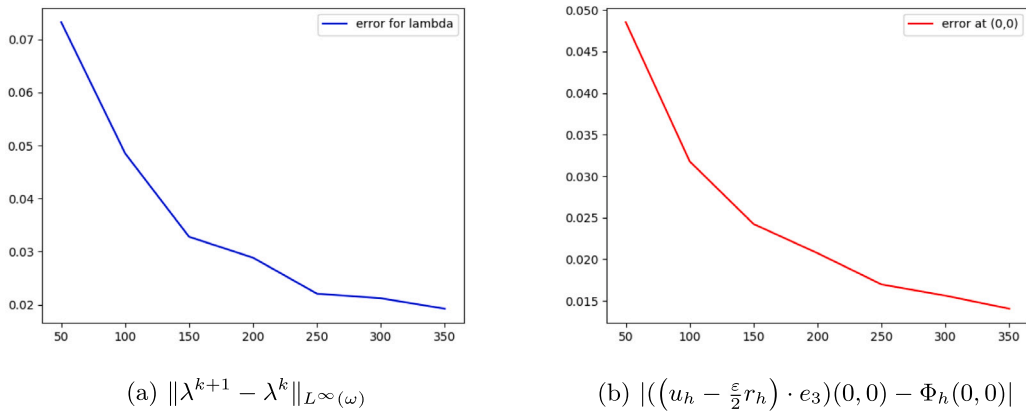 error for lambda
0.07
0.06
0.05
0.04
0.03
0.02
50 100 150 200 250 300 350
(a) ‖λ^{k+1} − λ^k‖_{L^∞(ω)}
error at (0,0)
0.050
0.045
0.040
0.035
0.030
0.025
0.020
0.015
50 100 150 200 250 300 350
(b) |((u_h − \frac{ε}{2} r_h) · e_3)(0, 0) − Φ_h(0, 0)|